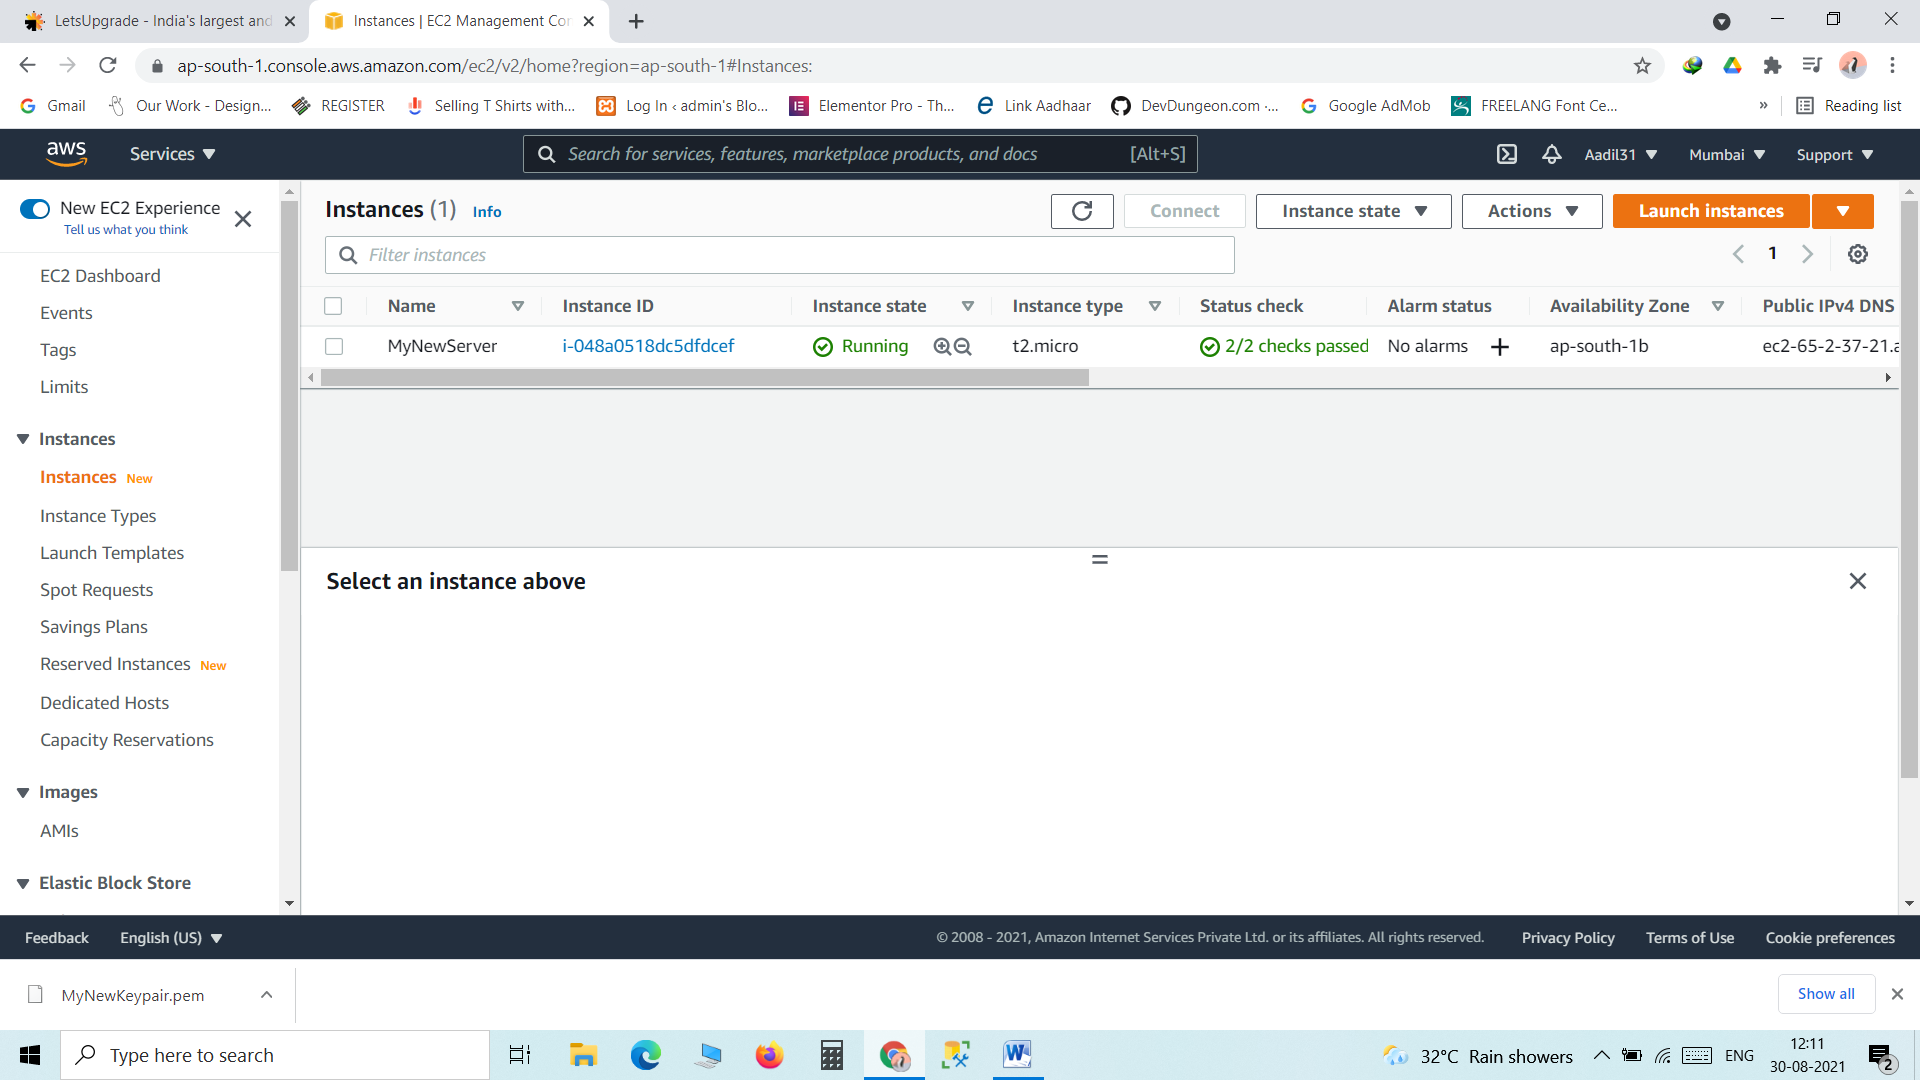 LetsUpgrade - India's largest and
Instances | EC2 Management Con
ap-south-1.console.aws.amazon.com/ec2/v2/home?region=ap-south-1#Instances:
Gmail
Our Work - Design...
REGISTER
Selling T Shirts with...
Log In ‹ admin's Blo...
Elementor Pro - Th...
Link Aadhaar
DevDungeon.com -...
Google AdMob
FREELANG Font Ce...
»
Reading list
aws
Services
Search for services, features, marketplace products, and docs
[Alt+S]
Aadil31
Mumbai
Support
New EC2 Experience
Tell us what you think
EC2 Dashboard
Events
Tags
Limits
Instances
Instances New
Instance Types
Launch Templates
Spot Requests
Savings Plans
Reserved Instances New
Dedicated Hosts
Capacity Reservations
Images
AMIs
Elastic Block Store
Instances (1) Info
Connect
Instance state
Actions
Launch instances
Filter instances
1
Name
Instance ID
Instance state
Instance type
Status check
Alarm status
Availability Zone
Public IPv4 DNS
MyNewServer
i-048a0518dc5dfdcef
Running
t2.micro
2/2 checks passed
No alarms
ap-south-1b
ec2-65-2-37-21.a
Select an instance above
Feedback
English (US)
© 2008 - 2021, Amazon Internet Services Private Ltd. or its affiliates. All rights reserved.
Privacy Policy
Terms of Use
Cookie preferences
MyNewKeypair.pem
Show all
Type here to search
32°C Rain showers
ENG
12:11
30-08-2021
2